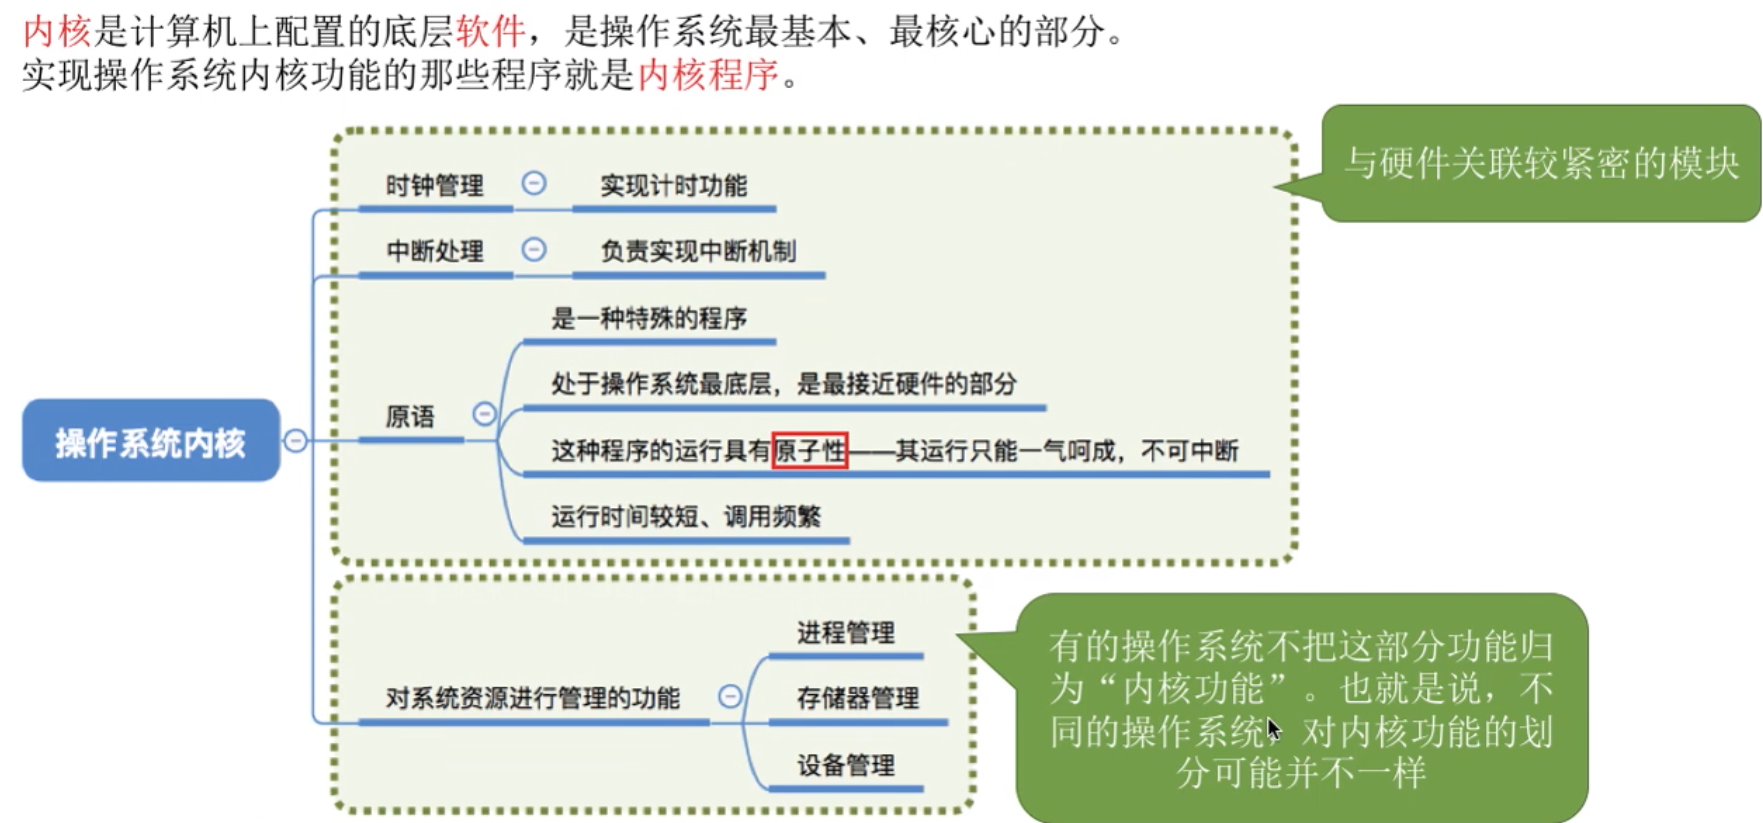 内核是计算机上配置的底层软件，是操作系统最基本、最核心的部分。
实现操作系统内核功能的那些程序就是内核程序。
与硬件关联较紧密的模块
时钟管理
实现计时功能
中断处理
负责实现中断机制
是一种特殊的程序
处于操作系统最底层，是最接近硬件的部分
原语
这种程序的运行具有原子性——其运行只能一气呵成，不可中断
运行时间较短、调用频繁
操作系统内核
进程管理
对系统资源进行管理的功能
存储器管理
设备管理
有的操作系统不把这部分功能归
为“内核功能”。也就是说，不
同的操作系统，对内核功能的划
分可能并不一样